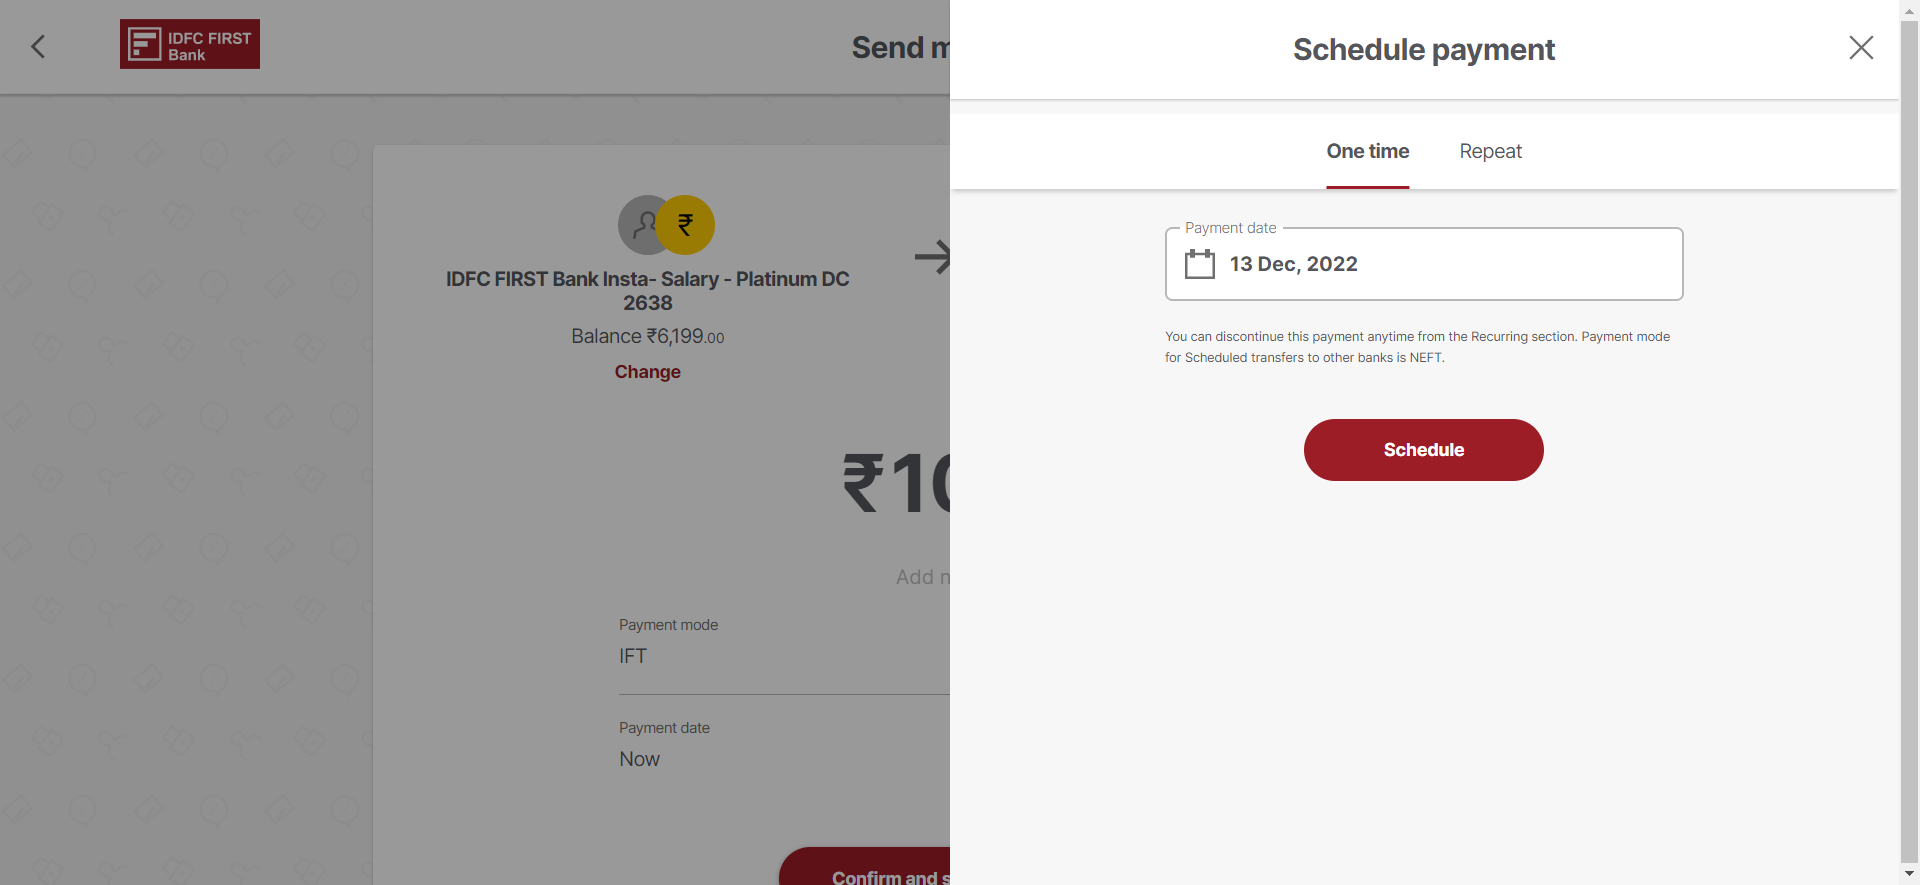 IDFC FIRST
Bank
Send m
Schedule payment
One time
Repeat
₹
IDFC FIRST Bank Insta- Salary - Platinum DC
2638
Balance ₹6,199.00
Change
Payment date
13 Dec, 2022
You can discontinue this payment anytime from the Recurring section. Payment mode
for Scheduled transfers to other banks is NEFT.
Schedule
₹10
Add n
Payment mode
IFT
Payment date
Now
Confirm and s